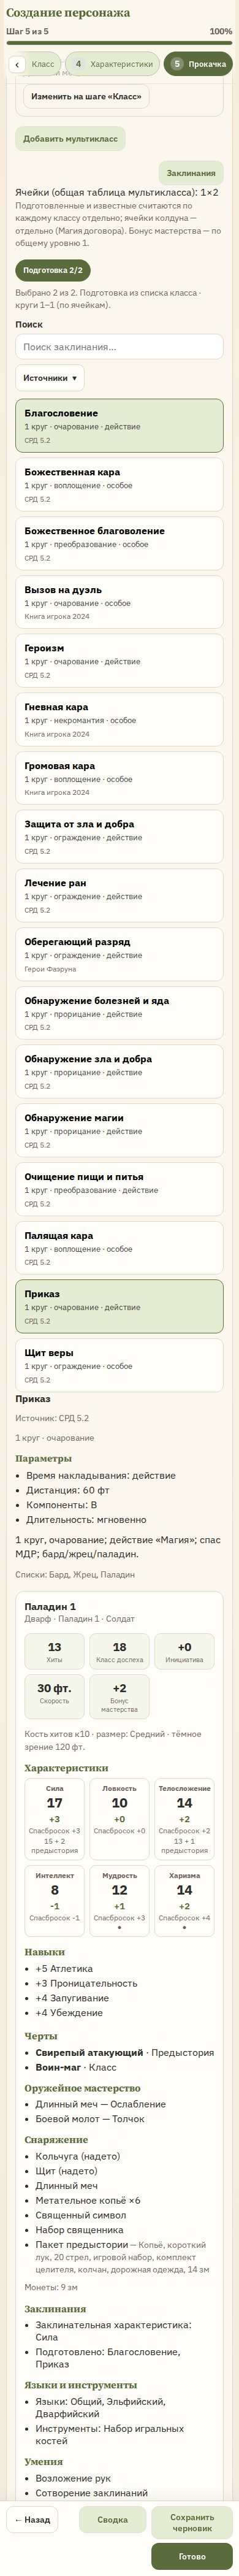 Создание персонажа
Шаг 5 из 5
100%
‹
Класс
4 Характеристики
5 Прокачка
Изменить на шаге «Класс»
Добавить мультикласс
Заклинания
Ячейки (общая таблица мультикласса): 1×2
Подготовленные и известные считаются по
каждому классу отдельно; ячейки колдуна —
отдельно (Магия договора). Бонус мастерства — по
общему уровню 1.
Подготовка 2/2
Выбрано 2 из 2. Подготовка из списка класса ·
круги 1–1 (по ячейкам).
Поиск
Поиск заклинания...
Источники ▾
Благословение
1 круг · очарование · действие
СРД 5.2
Божественная кара
1 круг · воплощение · особое
СРД 5.2
Божественное благоволение
1 круг · преобразование · особое
СРД 5.2
Вызов на дуэль
1 круг · очарование · особое
Книга игрока 2024
Героизм
1 круг · очарование · действие
СРД 5.2
Гневная кара
1 круг · некромантия · особое
Книга игрока 2024
Громовая кара
1 круг · воплощение · особое
Книга игрока 2024
Защита от зла и добра
1 круг · ограждение · действие
СРД 5.2
Лечение ран
1 круг · ограждение · действие
СРД 5.2
Оберегающий разряд
1 круг · ограждение · действие
Герои Фаэруна
Обнаружение болезней и яда
1 круг · прорицание · действие
СРД 5.2
Обнаружение зла и добра
1 круг · прорицание · действие
СРД 5.2
Обнаружение магии
1 круг · прорицание · действие
СРД 5.2
Очищение пищи и питья
1 круг · преобразование · действие
СРД 5.2
Палящая кара
1 круг · воплощение · особое
СРД 5.2
Приказ
1 круг · очарование · действие
СРД 5.2
Щит веры
1 круг · ограждение · особое
СРД 5.2
Приказ
Источник: СРД 5.2
1 круг · очарование
Параметры
• Время накладывания: действие
• Дистанция: 60 фт
• Компоненты: В
• Длительность: мгновенно
1 круг, очарование; действие «Магия»; спас
МДР; бард/жрец/паладин.
Списки: Бард, Жрец, Паладин
Паладин 1
Дварф · Паладин 1 · Солдат
13
Хиты
18
Класс доспеха
+0
Инициатива
30 фт.
Скорость
+2
Бонус
мастерства
Кость хитов к10 · размер: Средний · тёмное
зрение 120 фт.
Характеристики
Сила
17
+3
Спасбросок +3
15 + 2
предыстория
Ловкость
10
+0
Спасбросок +0
Телосложение
14
+2
Спасбросок +2
13 + 1
предыстория
Интеллект
8
-1
Спасбросок -1
Мудрость
12
+1
Спасбросок +3
●
Харизма
14
+2
Спасбросок +4
●
Навыки
• +5 Атлетика
• +3 Проницательность
• +4 Запугивание
• +4 Убеждение
Черты
• Свирепый атакующий · Предыстория
• Воин-маг · Класс
Оружейное мастерство
• Длинный меч — Ослабление
• Боевой молот — Толчок
Снаряжение
• Кольчуга (надето)
• Щит (надето)
• Длинный меч
• Метательное копьё ×6
• Священный символ
• Набор священника
• Пакет предыстории — Копьё, короткий
лук, 20 стрел, игровой набор, комплект
целителя, колчан, дорожная одежда, 14 зм
Монеты: 9 зм
Заклинания
• Заклинательная характеристика:
Сила
• Подготовлено: Благословение,
Приказ
Языки и инструменты
• Языки: Общий, Эльфийский,
Дварфийский
• Инструменты: Набор игральных
костей
Умения
• Возложение рук
• Сотворение заклинаний
← Назад
Сводка
Сохранить
черновик
Готово